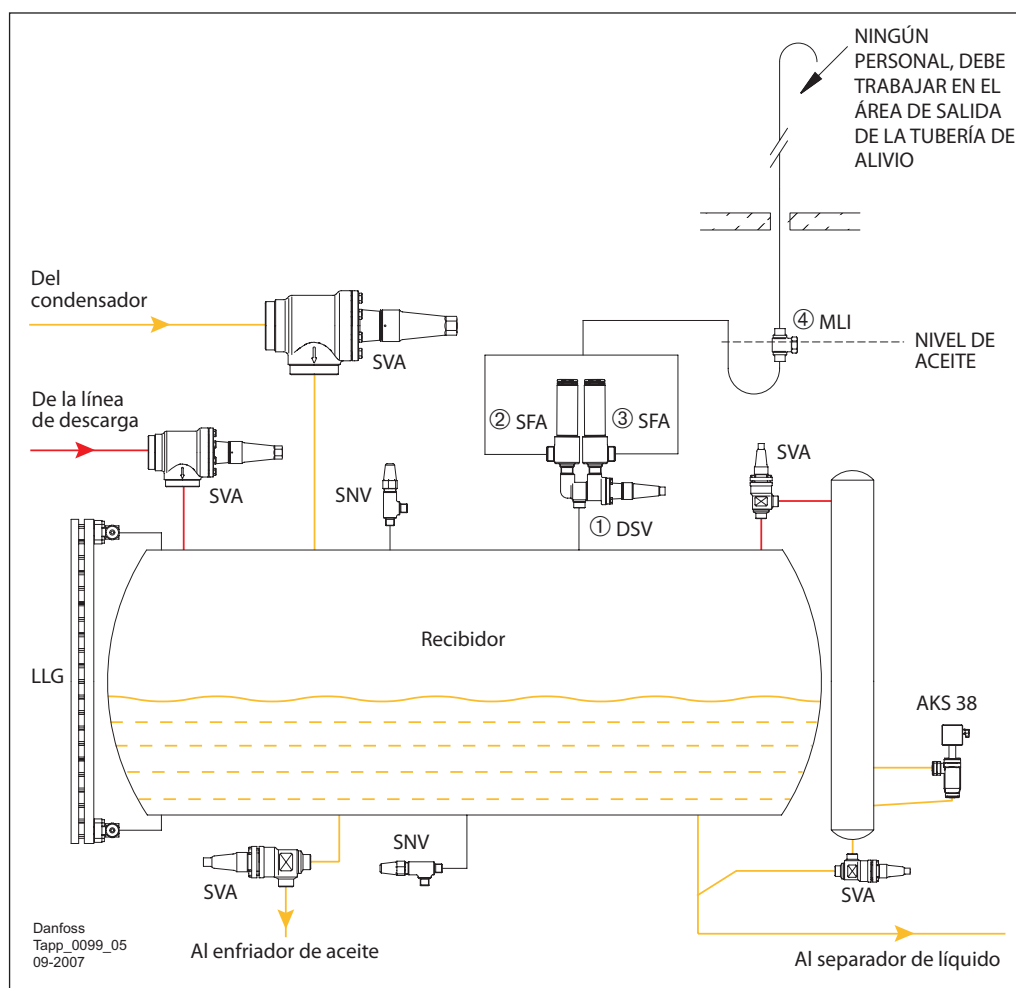 NINGÚN
PERSONAL, DEBE
TRABAJAR EN EL
ÁREA DE SALIDA
DE LA TUBERÍA DE
ALIVIO
Del
condensador
SVA
④ MLI
NIVEL DE
ACEITE
De la línea
de descarga
SVA
② SFA
③ SFA
SNV
SVA
① DSV
Recibidor
LLG
AKS 38
SVA
SNV
SVA
Danfoss
Tapp_0099_05
09-2007
Al enfriador de aceite
Al separador de líquido